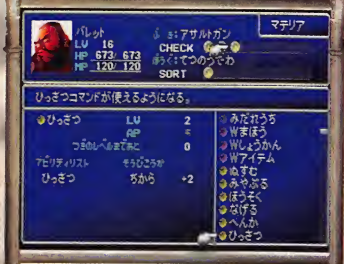 マテリア
バレット
LV 16
HP 673/ 673
MP 120/ 120
ぶ き:アサルトガン
CHECK
ぼうぐ:てつのうでわ
SORT
ひっさつコマンドが使えるようになる。
ひっさつ LV 2
AP
つぎのレベルまであと 0
アビリティリスト そうびこうか
ひっさつ ちから +2
みだれうち
Wまほう
Wしょうかん
Wアイテム
ぬすむ
みやぶる
ほうそく
なげる
へんか
ひっさつ